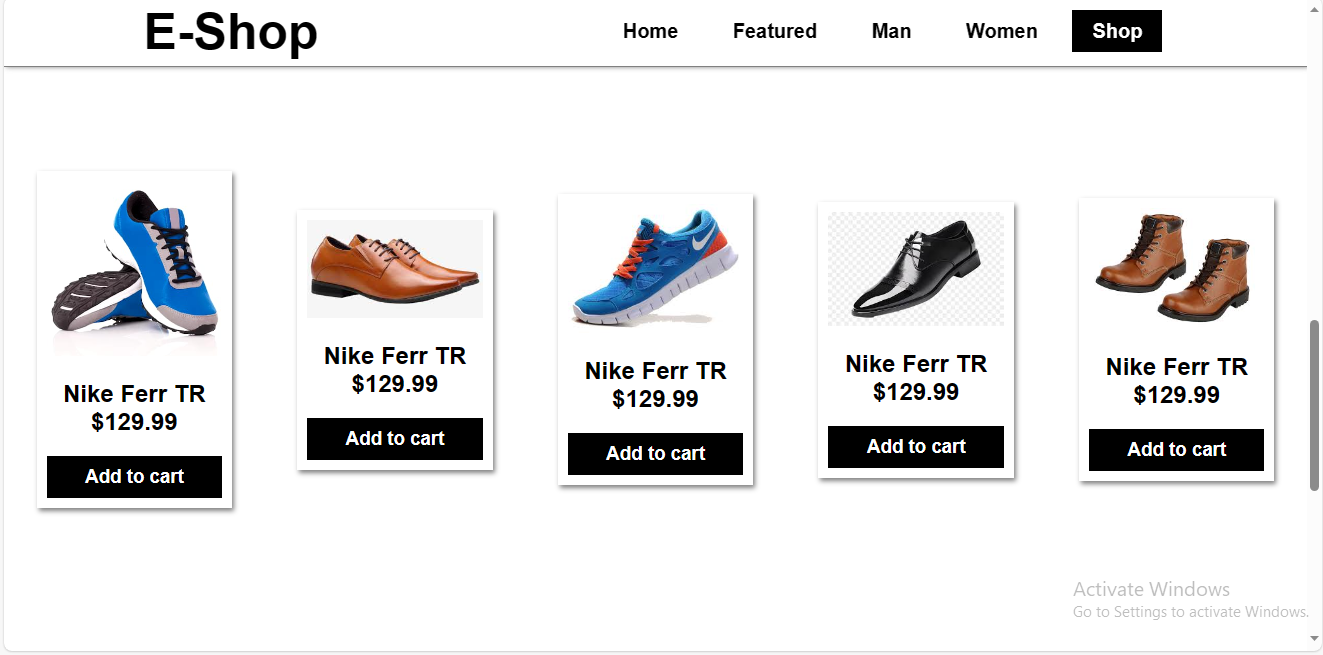 E-Shop
Home Featured Man Women Shop
Nike Ferr TR
$129.99
Add to cart
Nike Ferr TR
$129.99
Add to cart
Nike Ferr TR
$129.99
Add to cart
Nike Ferr TR
$129.99
Add to cart
Nike Ferr TR
$129.99
Add to cart
Activate Windows
Go to Settings to activate Windows.